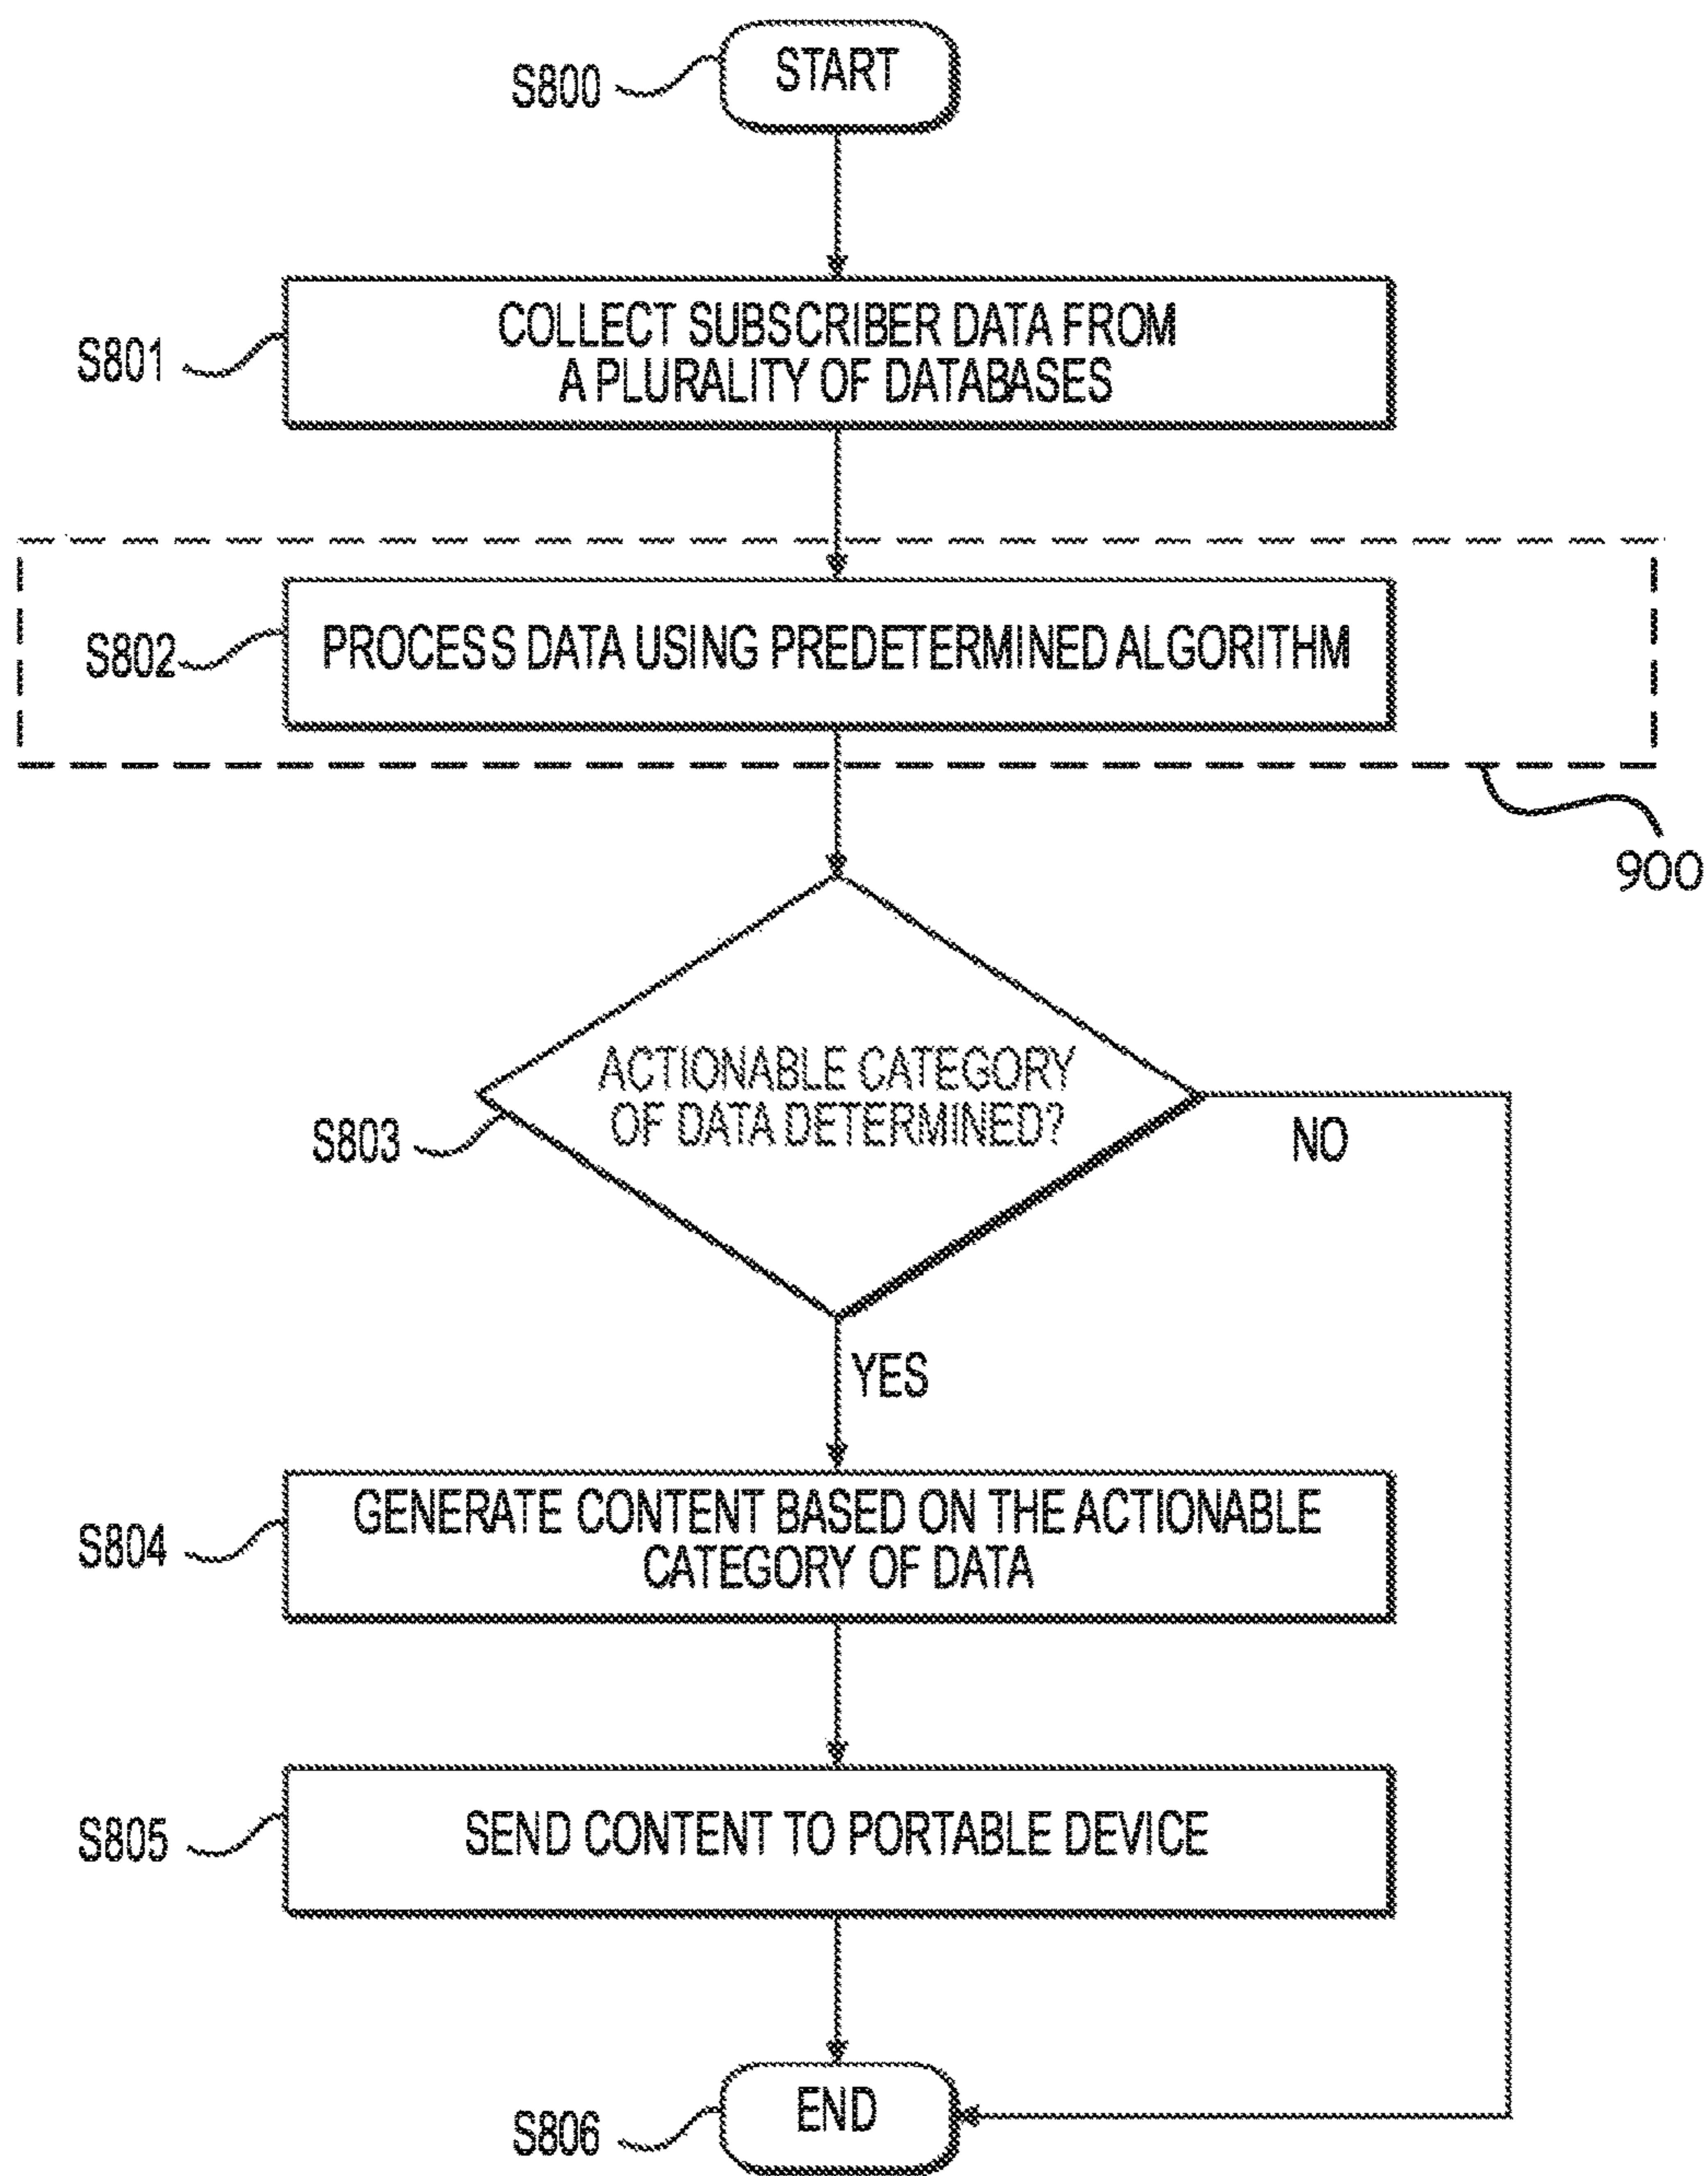 START
S800
COLLECT SUBSCRIBER DATA FROM
A PLURALITY OF DATABASES
S801
PROCESS DATA USING PREDETERMINED ALGORITHM
S802
900
ACTIONABLE CATEGORY
OF DATA DETERMINED?
S803
NO
YES
GENERATE CONTENT BASED ON THE ACTIONABLE
CATEGORY OF DATA
S804
SEND CONTENT TO PORTABLE DEVICE
S805
END
S806